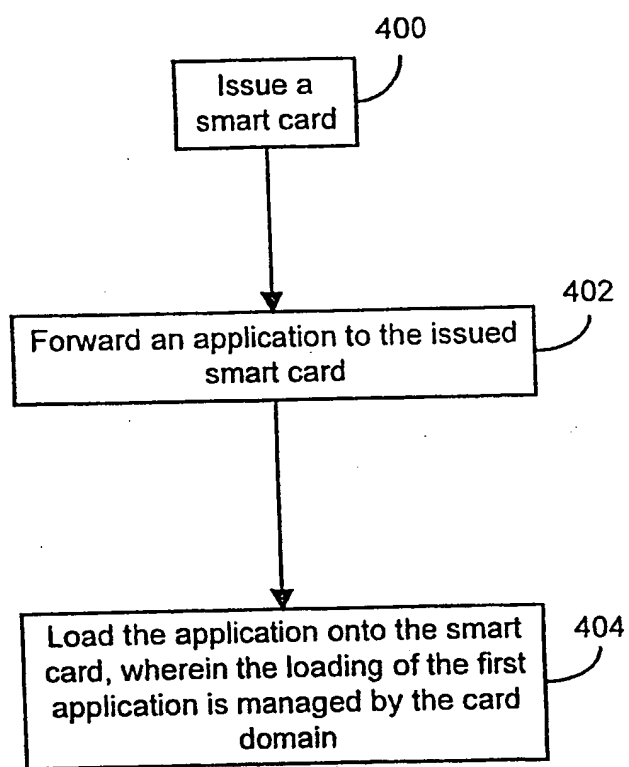 400
Issue a
smart card
402
Forward an application to the issued
smart card
404
Load the application onto the smart
card, wherein the loading of the first
application is managed by the card
domain